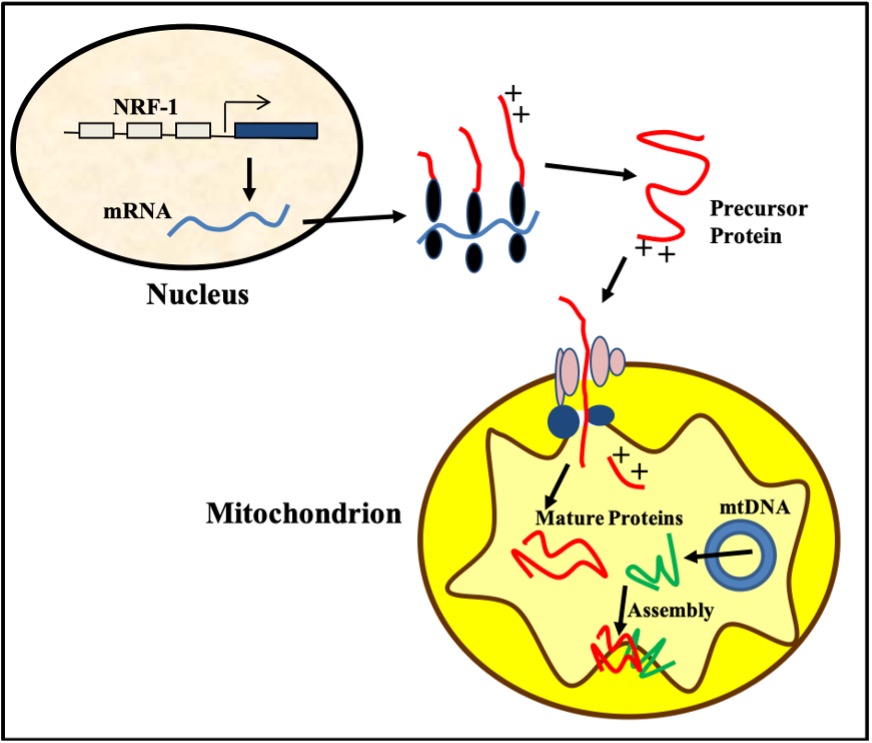 NRF-1
mRNA
Nucleus
+
+
Precursor
Protein
+ +
Mitochondrion
+
+
Mature Proteins
mtDNA
Assembly